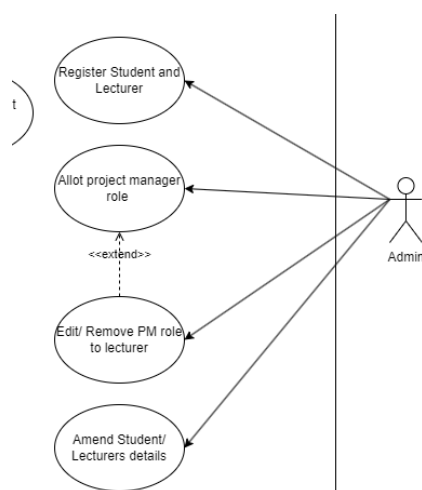 Register Student and
Lecturer
t
Allot project manager
role
<<extend>>
Admin
Edit/ Remove PM role
to lecturer
Amend Student/
Lecturers details